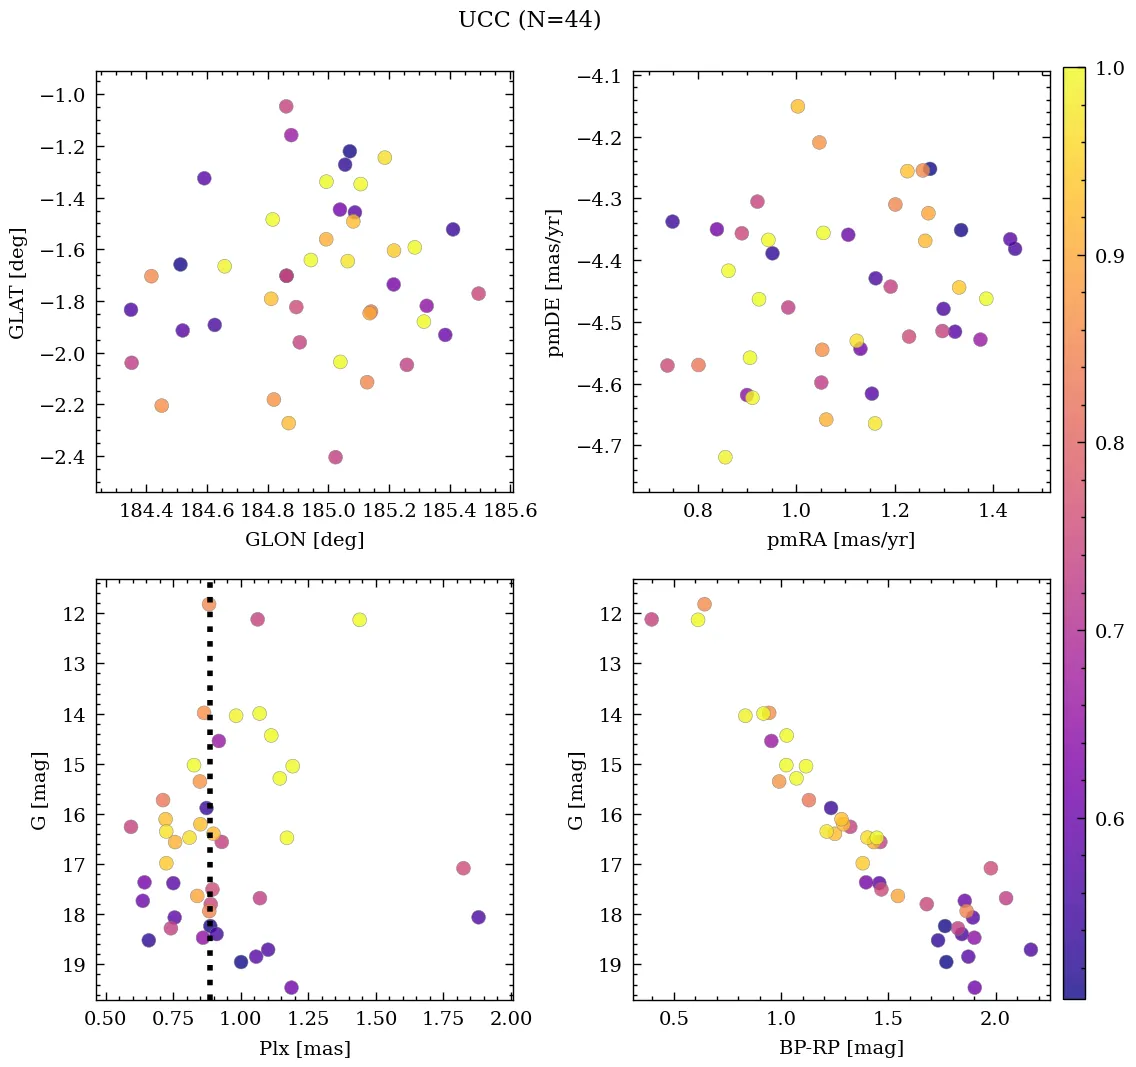 UCC (N=44)
−1.0
−1.2
−1.4
−1.6
−1.8
−2.0
−2.2
−2.4
GLAT [deg]
184.4 184.6 184.8 185.0 185.2 185.4 185.6
GLON [deg]
−4.1
−4.2
−4.3
−4.4
−4.5
−4.6
−4.7
pmDE [mas/yr]
0.8 1.0 1.2 1.4
pmRA [mas/yr]
1.0
0.9
0.8
0.7
0.6
12
13
14
15
16
17
18
19
G [mag]
0.50 0.75 1.00 1.25 1.50 1.75 2.00
Plx [mas]
12
13
14
15
16
17
18
19
G [mag]
0.5 1.0 1.5 2.0
BP-RP [mag]